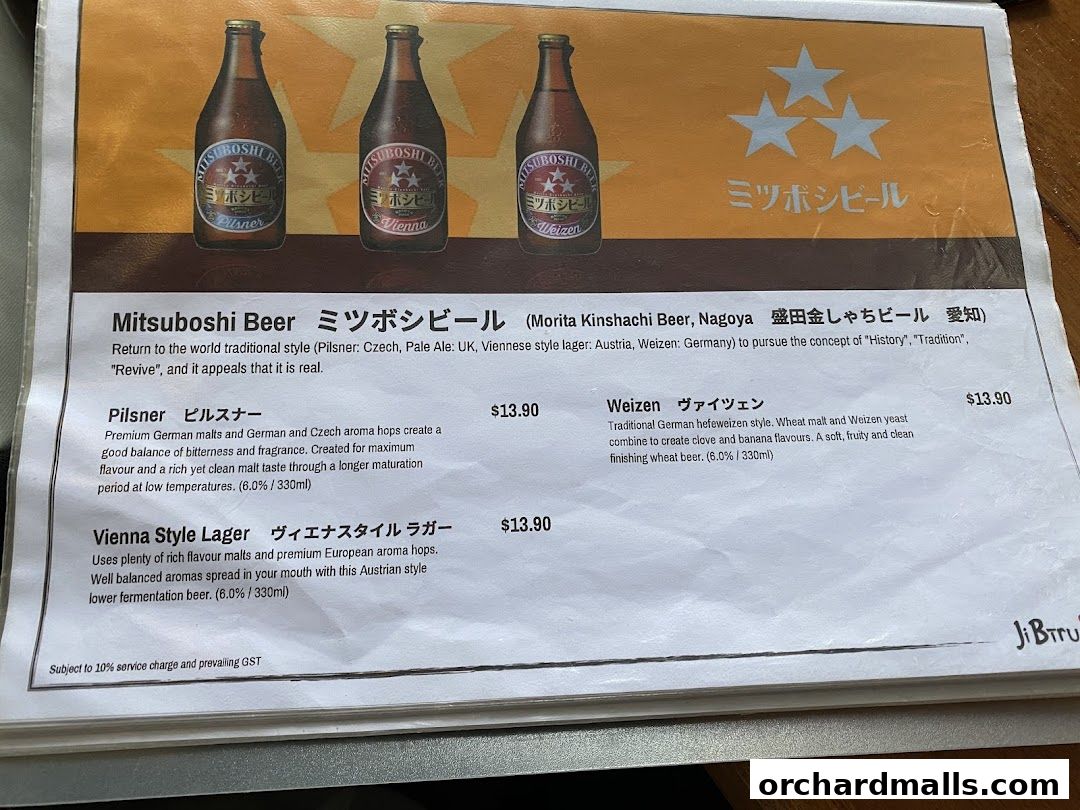 MITSUBOSHI BEER
ミツボシビール
Pilsner
MITSUBOSHI BEER
ミツボシビール
Vienna
MITSUBOSHI BEER
ミツボシビール
Weizen
ミツボシビール
Mitsuboshi Beer ミツボシビール (Morita Kinshachi Beer, Nagoya 盛田金しゃちビール 愛知)
Return to the world traditional style (Pilsner: Czech, Pale Ale: UK, Viennese style lager: Austria, Weizen: Germany) to pursue the concept of "History", "Tradition",
"Revive", and it appeals that it is real.
Pilsner ピルスナー $13.90
Premium German malts and German and Czech aroma hops create a
good balance of bitterness and fragrance. Created for maximum
flavour and a rich yet clean malt taste through a longer maturation
period at low temperatures. (6.0% / 330ml)
Weizen ヴァイツェン $13.90
Traditional German hefeweizen style. Wheat malt and Weizen yeast
combine to create clove and banana flavours. A soft, fruity and clean
finishing wheat beer. (6.0% / 330ml)
Vienna Style Lager ヴィエナスタイル ラガー $13.90
Uses plenty of rich flavour malts and premium European aroma hops.
Well balanced aromas spread in your mouth with this Austrian style
lower fermentation beer. (6.0% / 330ml)
Subject to 10% service charge and prevailing GST
orchardmalls.com